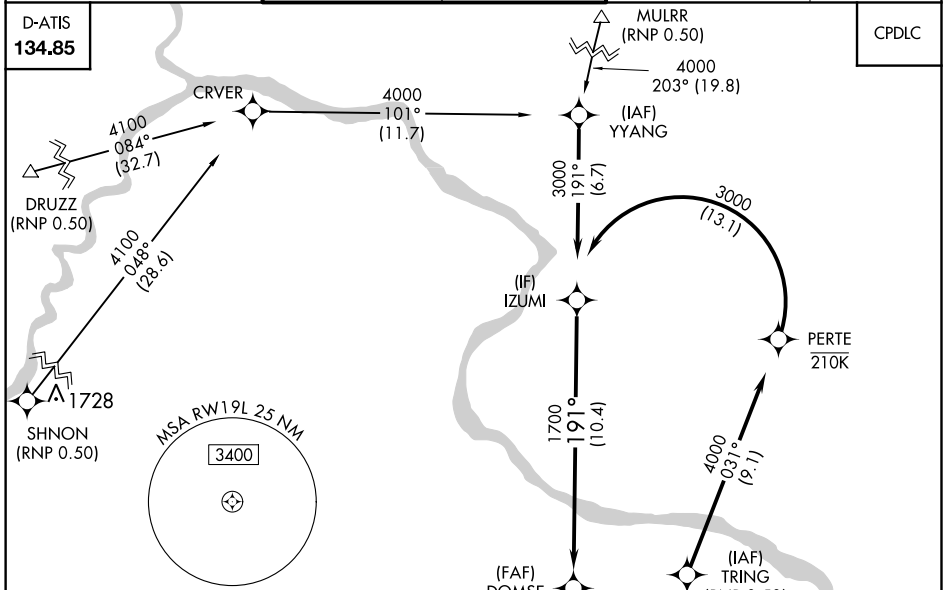 D-ATIS
134.85
MULRR
(RNP 0.50)
CPDLC
4000
203° (19.8)
CRVER
4000
101°
(11.7)
(IAF)
YYANG
4100
084°
(32.7)
DRUZZ
(RNP 0.50)
3000
191°
(6.7)
3000
(13.1)
4100
048°
(28.6)
(IF)
IZUMI
PERTE
210K
1728
SHNON
(RNP 0.50)
MSA RW19L 25 NM
3400
1700
191°
(10.4)
4000
031°
(9.1)
(FAF)
(IAF)
TRING